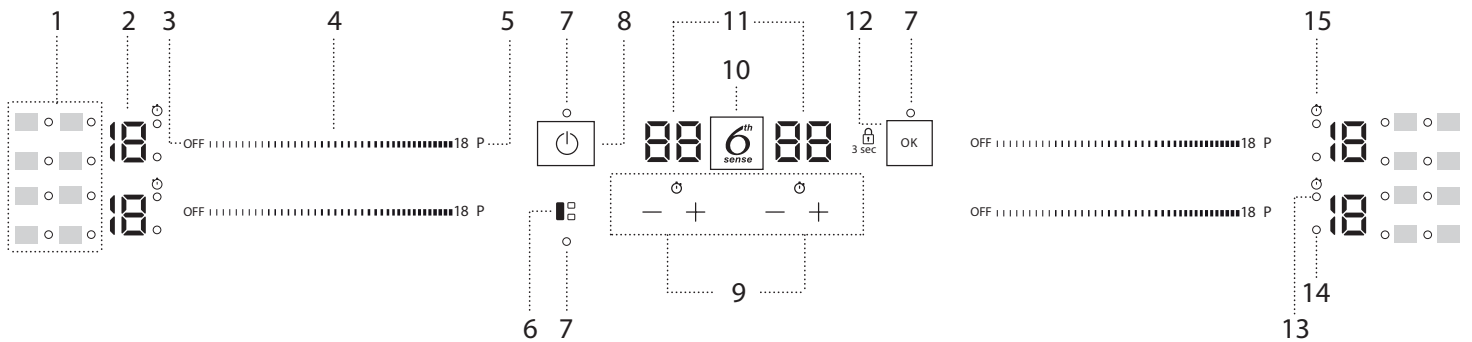 1 2 3 4 5 7 8 11 12 7 15
10
18 OFF 18 P 88 6th sense 88 3 sec OK OFF 18 P 18
18 OFF 18 P − + − + OFF 18 P 18
9
6 7 13 14